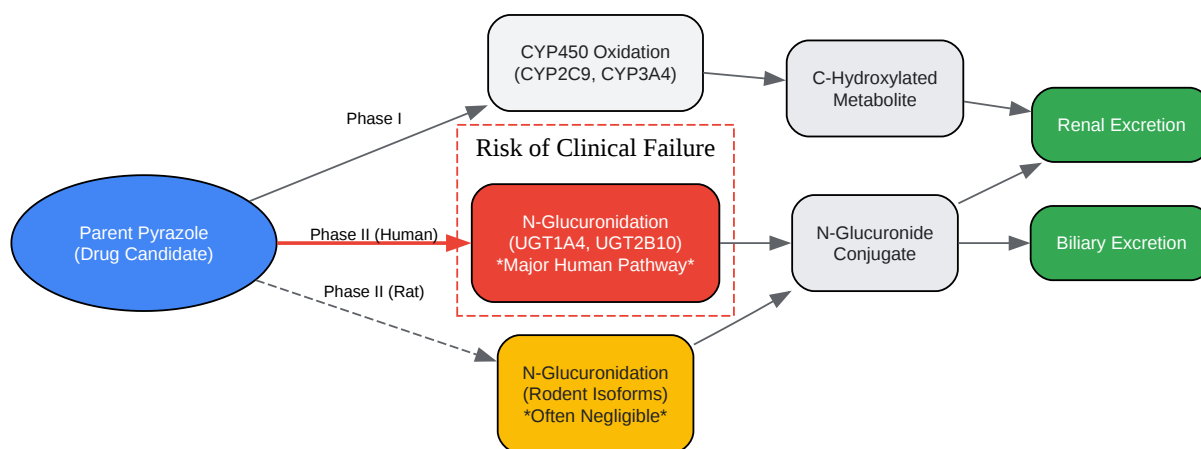 CYP450 Oxidation
(CYP2C9, CYP3A4)
C-Hydroxylated
Metabolite
Renal Excretion
Phase I
Risk of Clinical Failure
Parent Pyrazole
(Drug Candidate)
Phase II (Human)
N-Glucuronidation
(UGT1A4, UGT2B10)
*Major Human Pathway*
N-Glucuronide
Conjugate
Biliary Excretion
Phase II (Rat)
N-Glucuronidation
(Rodent Isoforms)
*Often Negligible*